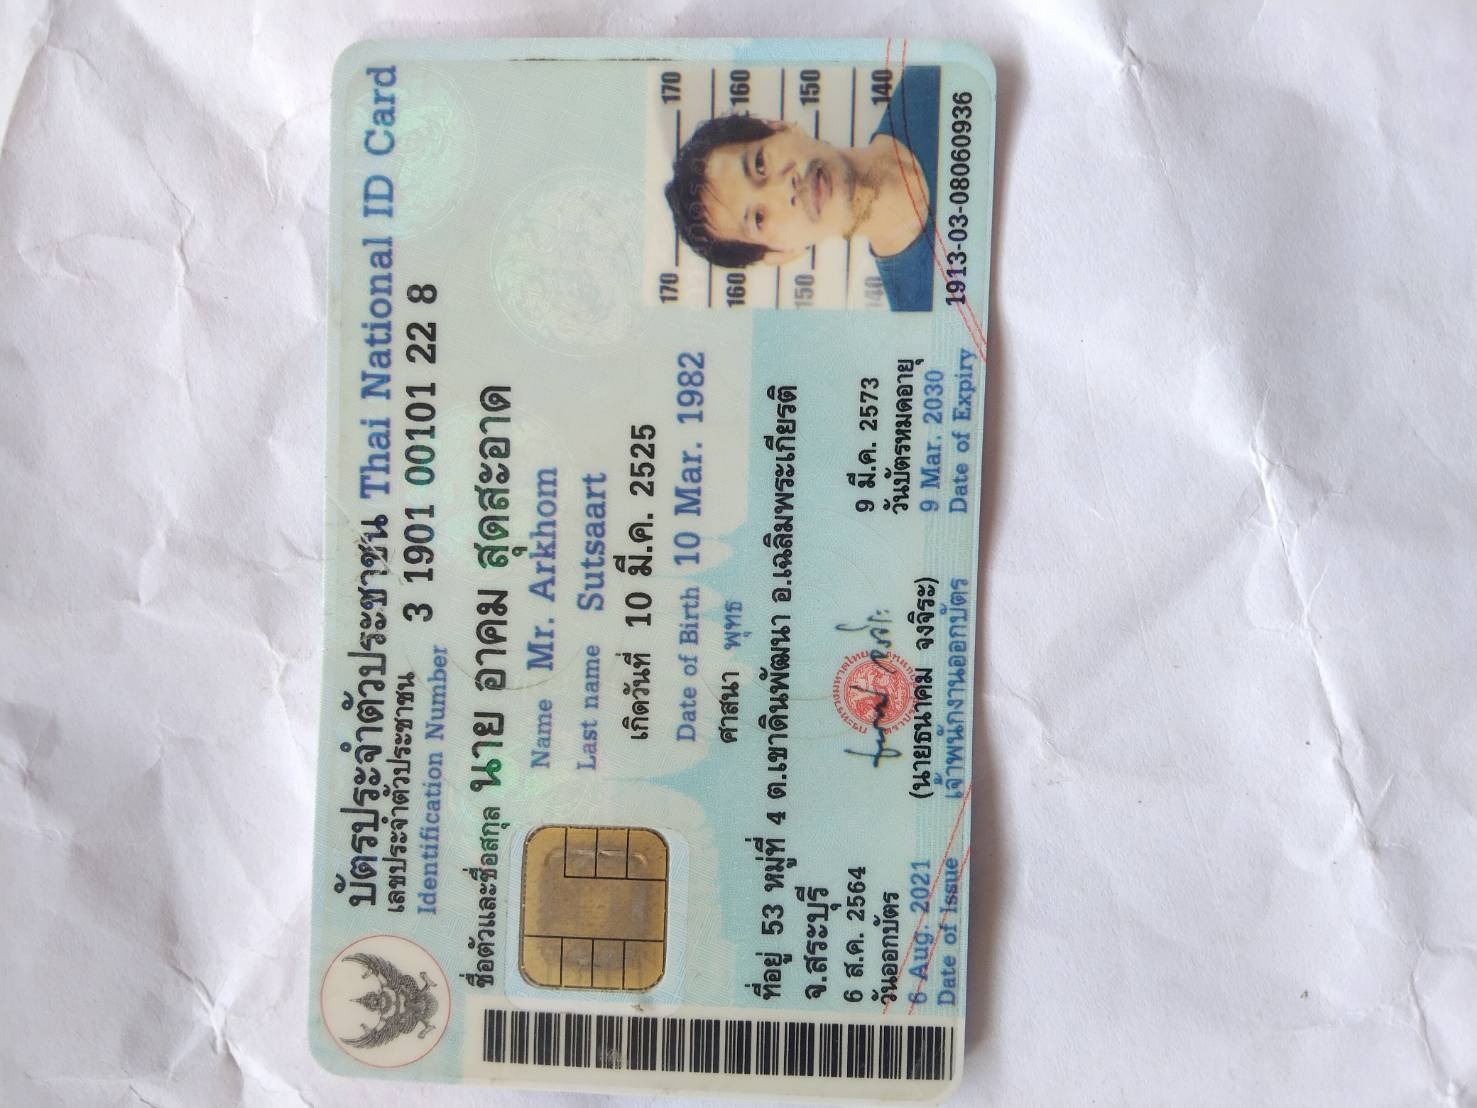 บัตรประจำตัวประชาชน Thai National ID Card
เลขประจำตัวประชาชน 3 1901 00101 22 8
Identification Number
ชื่อตัวและชื่อสกุล นาย อาคม สุดสะอาด
Name Mr. Arkhom
Last name Sutsaart
เกิดวันที่ 10 มี.ค. 2525
Date of Birth 10 Mar. 1982
ศาสนา พุทธ
ที่อยู่ 53 หมู่ที่ 4 ต.เขาดินพัฒนา อ.เฉลิมพระเกียรติ
จ.สระบุรี
6 ส.ค. 2564
วันออกบัตร
6 Aug. 2021
Date of Issue
(นายธนาคม จงจิระ)
เจ้าพนักงานออกบัตร
9 มี.ค. 2573
วันบัตรหมดอายุ
9 Mar. 2030
Date of Expiry
170 170
160 160
150 150
140 140
1913-03-08060936